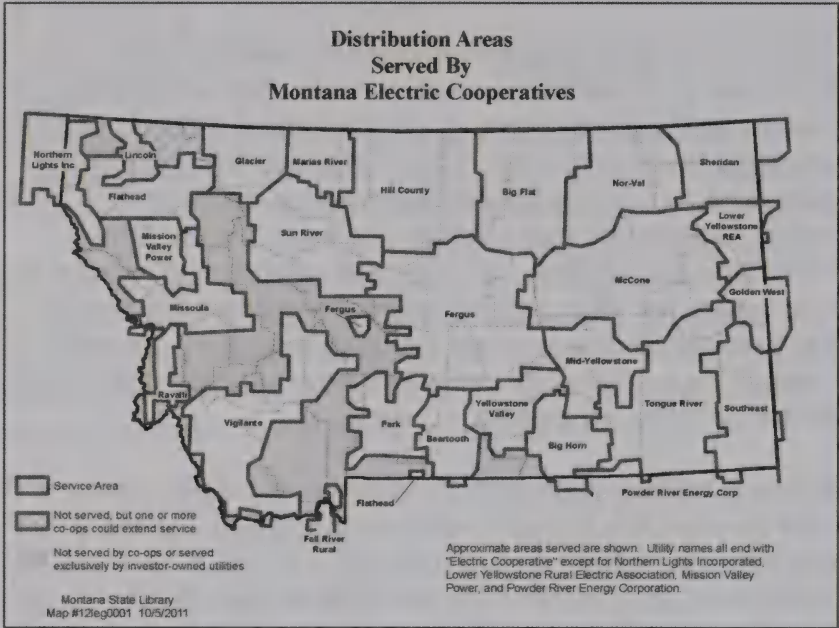 Distribution Areas
Served By
Montana Electric Cooperatives
Northern
Lights Inc
Lincoln
Flathead
Glacier
Marias River
Hill County
Big Flat
Nor-Val
Sheridan
Mission
Valley
Power
Sun River
Lower
Yellowstone
REA
McCone
Golden West
Missoula
Fergus
Fergus
Mid-Yellowstone
Ravalli
Vigilante
Park
Beartooth
Yellowstone
Valley
Big Horn
Tongue River
Southeast
Flathead
Powder River Energy Corp
Fall River
Rural
Service Area
Not served, but one or more
co-ops could extend service
Not served by co-ops or served
exclusively by investor-owned utilities
Approximate areas served are shown. Utility names all end with
"Electric Cooperative" except for Northern Lights Incorporated,
Lower Yellowstone Rural Electric Association, Mission Valley
Power, and Powder River Energy Corporation.
Montana State Library
Map #12leg0001 10/5/2011